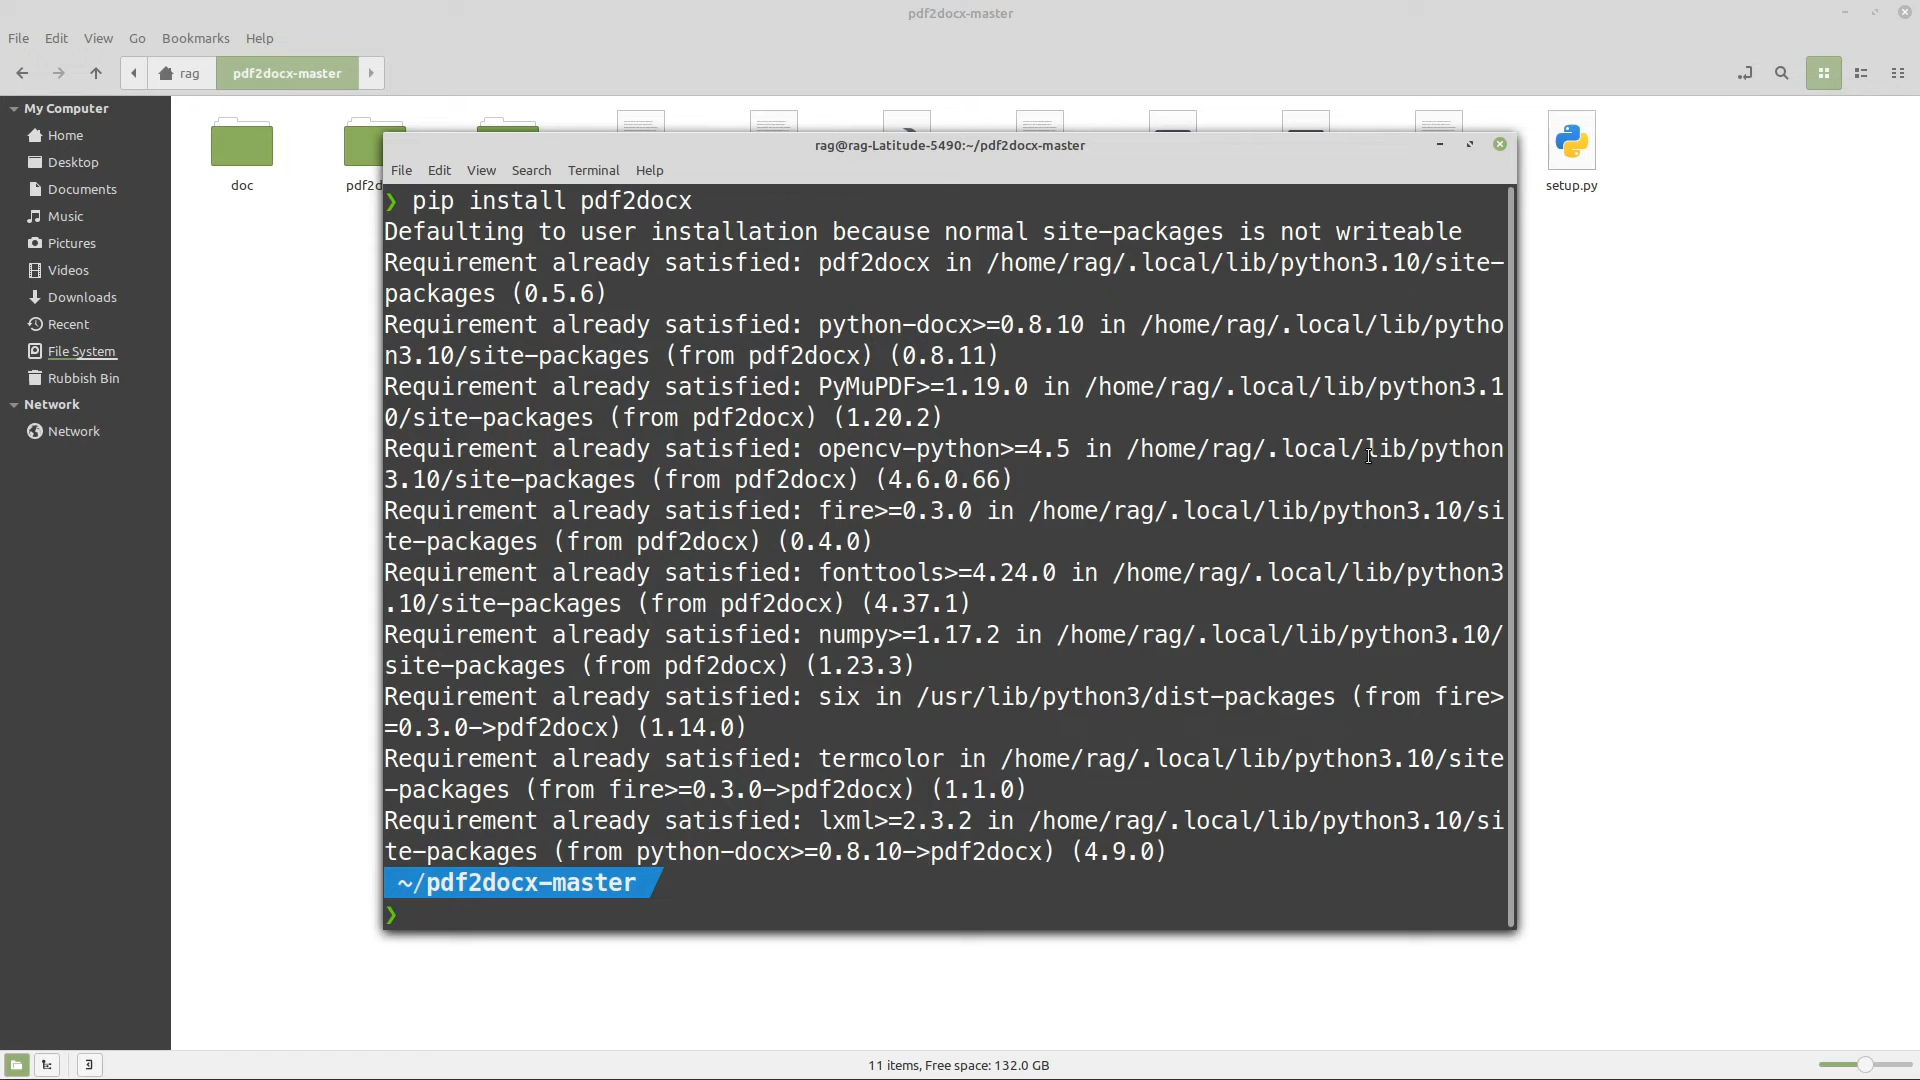 pdf2docx-master
File Edit View Go Bookmarks Help
rag pdf2docx-master
My Computer
Home
Desktop
Documents
Music
Pictures
Videos
Downloads
Recent
File System
Rubbish Bin
Network
Network
doc
setup.py
rag@rag-Latitude-5490:~/pdf2docx-master
File Edit View Search Terminal Help
❯ pip install pdf2docx
Defaulting to user installation because normal site-packages is not writeable
Requirement already satisfied: pdf2docx in /home/rag/.local/lib/python3.10/site-
packages (0.5.6)
Requirement already satisfied: python-docx>=0.8.10 in /home/rag/.local/lib/pytho
n3.10/site-packages (from pdf2docx) (0.8.11)
Requirement already satisfied: PyMuPDF>=1.19.0 in /home/rag/.local/lib/python3.1
0/site-packages (from pdf2docx) (1.20.2)
Requirement already satisfied: opencv-python>=4.5 in /home/rag/.local/lib/python
3.10/site-packages (from pdf2docx) (4.6.0.66)
Requirement already satisfied: fire>=0.3.0 in /home/rag/.local/lib/python3.10/si
te-packages (from pdf2docx) (0.4.0)
Requirement already satisfied: fonttools>=4.24.0 in /home/rag/.local/lib/python3
.10/site-packages (from pdf2docx) (4.37.1)
Requirement already satisfied: numpy>=1.17.2 in /home/rag/.local/lib/python3.10/
site-packages (from pdf2docx) (1.23.3)
Requirement already satisfied: six in /usr/lib/python3/dist-packages (from fire>
=0.3.0->pdf2docx) (1.14.0)
Requirement already satisfied: termcolor in /home/rag/.local/lib/python3.10/site
-packages (from fire>=0.3.0->pdf2docx) (1.1.0)
Requirement already satisfied: lxml>=2.3.2 in /home/rag/.local/lib/python3.10/si
te-packages (from python-docx>=0.8.10->pdf2docx) (4.9.0)
~/pdf2docx-master
❯
11 items, Free space: 132.0 GB